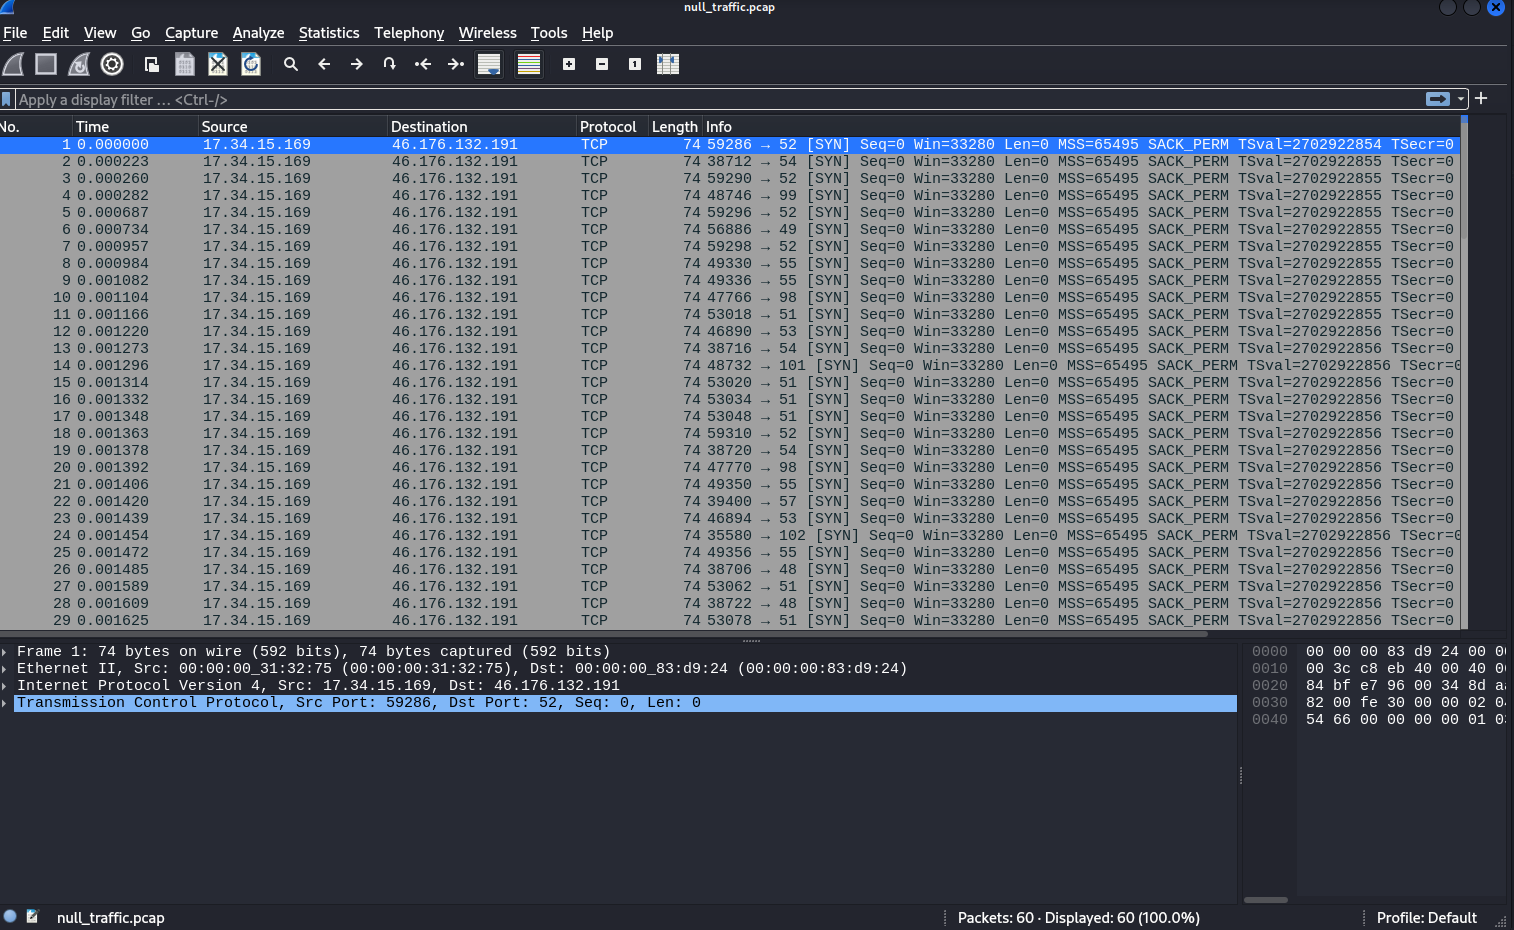 null_traffic.pcap
File Edit View Go Capture Analyze Statistics Telephony Wireless Tools Help
Apply a display filter … <Ctrl-/>
No. Time Source Destination Protocol Length Info
1 0.000000 17.34.15.169 46.176.132.191 TCP 74 59286 → 52 [SYN] Seq=0 Win=33280 Len=0 MSS=65495 SACK_PERM TSval=2702922854 TSecr=0
2 0.000223 17.34.15.169 46.176.132.191 TCP 74 38712 → 54 [SYN] Seq=0 Win=33280 Len=0 MSS=65495 SACK_PERM TSval=2702922855 TSecr=0
3 0.000260 17.34.15.169 46.176.132.191 TCP 74 59290 → 52 [SYN] Seq=0 Win=33280 Len=0 MSS=65495 SACK_PERM TSval=2702922855 TSecr=0
4 0.000282 17.34.15.169 46.176.132.191 TCP 74 48746 → 99 [SYN] Seq=0 Win=33280 Len=0 MSS=65495 SACK_PERM TSval=2702922855 TSecr=0
5 0.000687 17.34.15.169 46.176.132.191 TCP 74 59296 → 52 [SYN] Seq=0 Win=33280 Len=0 MSS=65495 SACK_PERM TSval=2702922855 TSecr=0
6 0.000734 17.34.15.169 46.176.132.191 TCP 74 56886 → 49 [SYN] Seq=0 Win=33280 Len=0 MSS=65495 SACK_PERM TSval=2702922855 TSecr=0
7 0.000957 17.34.15.169 46.176.132.191 TCP 74 59298 → 52 [SYN] Seq=0 Win=33280 Len=0 MSS=65495 SACK_PERM TSval=2702922855 TSecr=0
8 0.000984 17.34.15.169 46.176.132.191 TCP 74 49330 → 55 [SYN] Seq=0 Win=33280 Len=0 MSS=65495 SACK_PERM TSval=2702922855 TSecr=0
9 0.001082 17.34.15.169 46.176.132.191 TCP 74 49336 → 55 [SYN] Seq=0 Win=33280 Len=0 MSS=65495 SACK_PERM TSval=2702922855 TSecr=0
10 0.001104 17.34.15.169 46.176.132.191 TCP 74 47766 → 98 [SYN] Seq=0 Win=33280 Len=0 MSS=65495 SACK_PERM TSval=2702922855 TSecr=0
11 0.001166 17.34.15.169 46.176.132.191 TCP 74 53018 → 51 [SYN] Seq=0 Win=33280 Len=0 MSS=65495 SACK_PERM TSval=2702922855 TSecr=0
12 0.001220 17.34.15.169 46.176.132.191 TCP 74 46890 → 53 [SYN] Seq=0 Win=33280 Len=0 MSS=65495 SACK_PERM TSval=2702922856 TSecr=0
13 0.001273 17.34.15.169 46.176.132.191 TCP 74 38716 → 54 [SYN] Seq=0 Win=33280 Len=0 MSS=65495 SACK_PERM TSval=2702922856 TSecr=0
14 0.001296 17.34.15.169 46.176.132.191 TCP 74 48732 → 101 [SYN] Seq=0 Win=33280 Len=0 MSS=65495 SACK_PERM TSval=2702922856 TSecr=0
15 0.001314 17.34.15.169 46.176.132.191 TCP 74 53020 → 51 [SYN] Seq=0 Win=33280 Len=0 MSS=65495 SACK_PERM TSval=2702922856 TSecr=0
16 0.001332 17.34.15.169 46.176.132.191 TCP 74 53034 → 51 [SYN] Seq=0 Win=33280 Len=0 MSS=65495 SACK_PERM TSval=2702922856 TSecr=0
17 0.001348 17.34.15.169 46.176.132.191 TCP 74 53048 → 51 [SYN] Seq=0 Win=33280 Len=0 MSS=65495 SACK_PERM TSval=2702922856 TSecr=0
18 0.001363 17.34.15.169 46.176.132.191 TCP 74 59310 → 52 [SYN] Seq=0 Win=33280 Len=0 MSS=65495 SACK_PERM TSval=2702922856 TSecr=0
19 0.001378 17.34.15.169 46.176.132.191 TCP 74 38720 → 54 [SYN] Seq=0 Win=33280 Len=0 MSS=65495 SACK_PERM TSval=2702922856 TSecr=0
20 0.001392 17.34.15.169 46.176.132.191 TCP 74 47770 → 98 [SYN] Seq=0 Win=33280 Len=0 MSS=65495 SACK_PERM TSval=2702922856 TSecr=0
21 0.001406 17.34.15.169 46.176.132.191 TCP 74 49350 → 55 [SYN] Seq=0 Win=33280 Len=0 MSS=65495 SACK_PERM TSval=2702922856 TSecr=0
22 0.001420 17.34.15.169 46.176.132.191 TCP 74 39400 → 57 [SYN] Seq=0 Win=33280 Len=0 MSS=65495 SACK_PERM TSval=2702922856 TSecr=0
23 0.001439 17.34.15.169 46.176.132.191 TCP 74 46894 → 53 [SYN] Seq=0 Win=33280 Len=0 MSS=65495 SACK_PERM TSval=2702922856 TSecr=0
24 0.001454 17.34.15.169 46.176.132.191 TCP 74 35580 → 102 [SYN] Seq=0 Win=33280 Len=0 MSS=65495 SACK_PERM TSval=2702922856 TSecr=0
25 0.001472 17.34.15.169 46.176.132.191 TCP 74 49356 → 55 [SYN] Seq=0 Win=33280 Len=0 MSS=65495 SACK_PERM TSval=2702922856 TSecr=0
26 0.001485 17.34.15.169 46.176.132.191 TCP 74 38706 → 48 [SYN] Seq=0 Win=33280 Len=0 MSS=65495 SACK_PERM TSval=2702922856 TSecr=0
27 0.001589 17.34.15.169 46.176.132.191 TCP 74 53062 → 51 [SYN] Seq=0 Win=33280 Len=0 MSS=65495 SACK_PERM TSval=2702922856 TSecr=0
28 0.001609 17.34.15.169 46.176.132.191 TCP 74 38722 → 48 [SYN] Seq=0 Win=33280 Len=0 MSS=65495 SACK_PERM TSval=2702922856 TSecr=0
29 0.001625 17.34.15.169 46.176.132.191 TCP 74 53078 → 51 [SYN] Seq=0 Win=33280 Len=0 MSS=65495 SACK_PERM TSval=2702922856 TSecr=0
Frame 1: 74 bytes on wire (592 bits), 74 bytes captured (592 bits)
Ethernet II, Src: 00:00:00_31:32:75 (00:00:00:31:32:75), Dst: 00:00:00_83:d9:24 (00:00:00:83:d9:24)
Internet Protocol Version 4, Src: 17.34.15.169, Dst: 46.176.132.191
Transmission Control Protocol, Src Port: 59286, Dst Port: 52, Seq: 0, Len: 0
0000 00 00 00 83 d9 24 00 00
0010 00 3c c8 eb 40 00 40 06
0020 84 bf e7 96 00 34 8d
0030 82 00 fe 30 00 00 02 04
0040 54 66 00 00 00 00 01 03
null_traffic.pcap
Packets: 60 · Displayed: 60 (100.0%)
Profile: Default